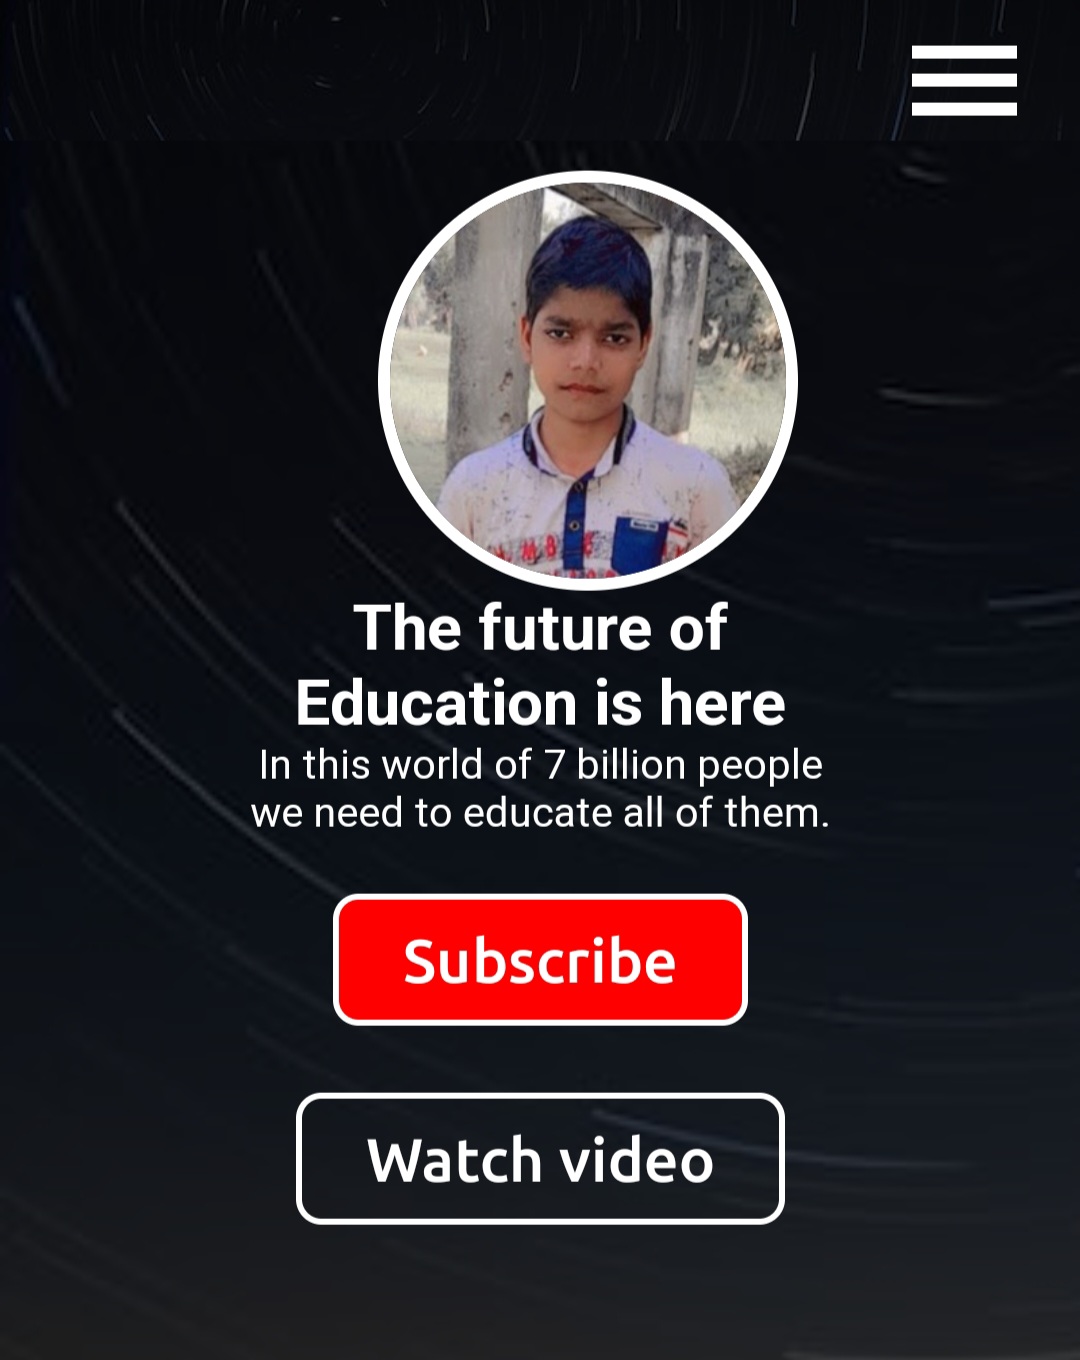 The future of
Education is here
In this world of 7 billion people
we need to educate all of them.
Subscribe
Watch video